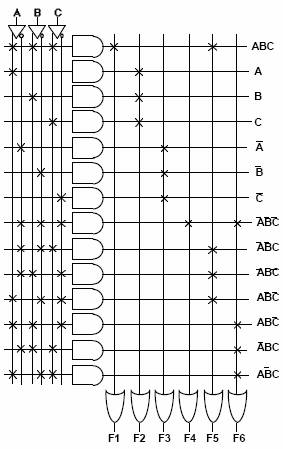 A B C
ABC
A
B
C
A̅
B̅
C̅
A̅B̅C̅
A̅B̅C
A̅BC̅
AB̅C̅
ABC̅
A̅BC
AB̅C
F1 F2 F3 F4 F5 F6